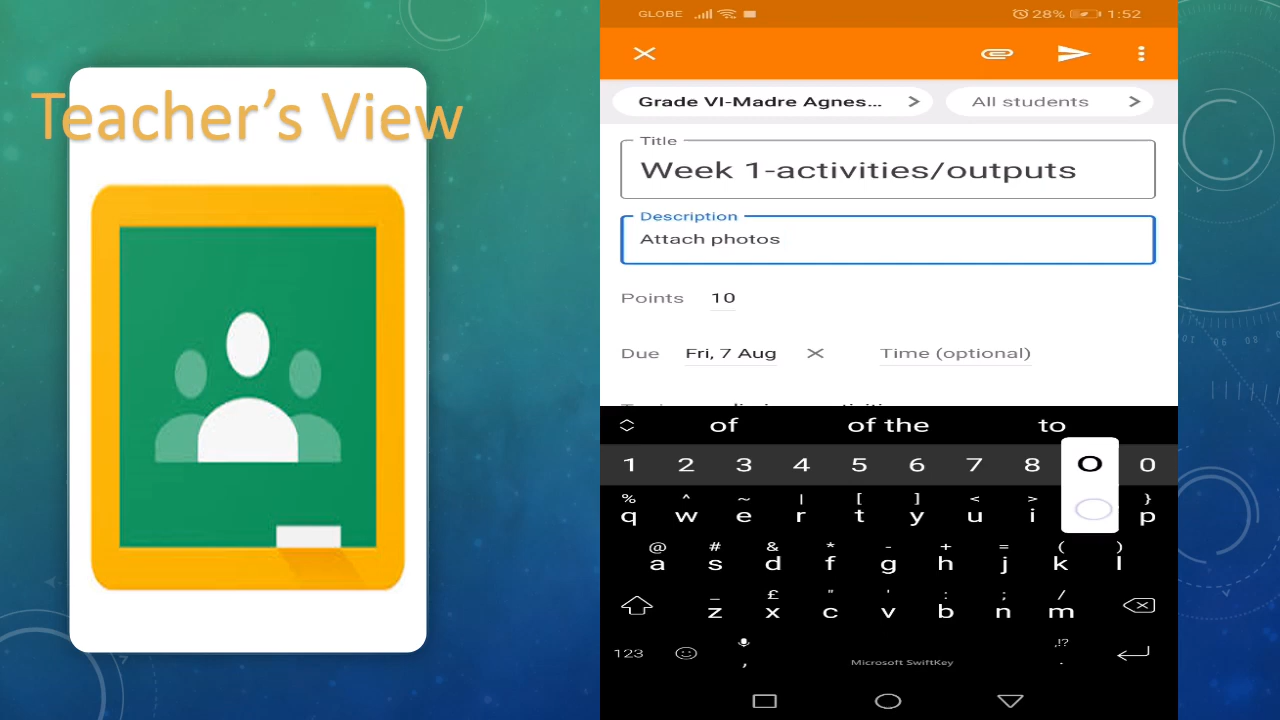 Teacher's View
GLOBE 28% 1:52
Grade VI-Madre Agnes... > All students >
Title
Week 1-activities/outputs
Description
Attach photos
Points 10
Due Fri, 7 Aug Time (optional)
of of the to
1 2 3 4 5 6 7 8 o 0
% ^ ~ | [ ] < > }
q w e r t y u i p
@ # & * - + = ( )
a s d f g h j k l
_ £ " ' : ; /
z x c v b n m
123 , Microsoft SwiftKey ,!? .